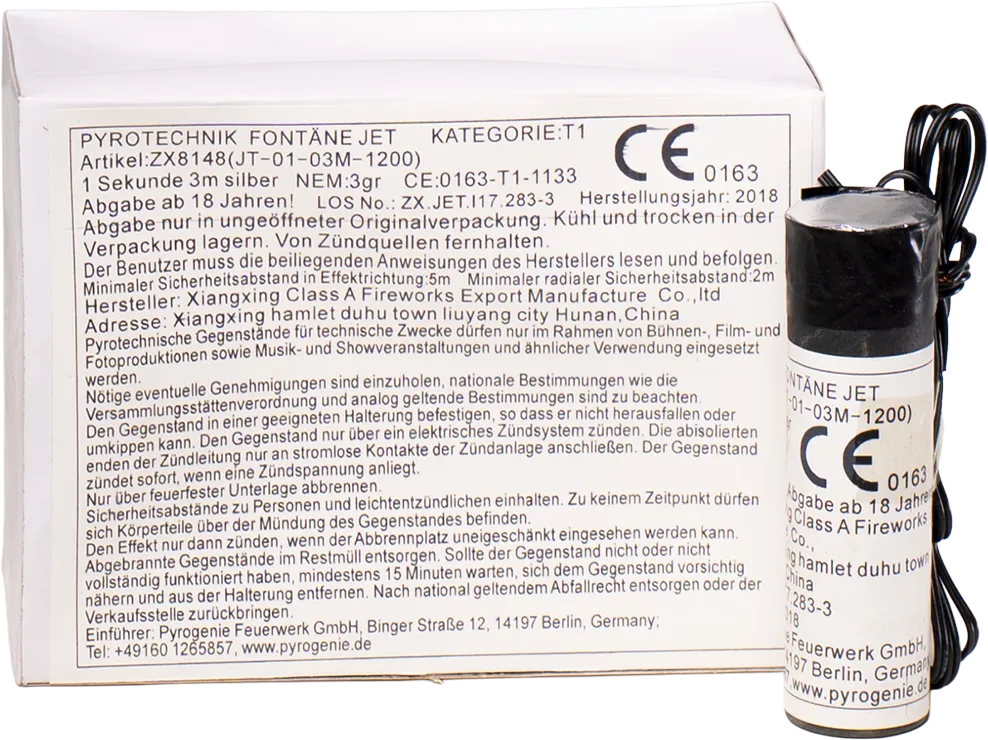 PYROTECHNIK FONTÄNE JET KATEGORIE:T1
Artikel:ZX8148(JT-01-03M-1200)
CE 0163
1 Sekunde 3m silber NEM:3gr CE:0163-T1-1133
Abgabe ab 18 Jahren! LOS No.: ZX.JET.I17.283-3 Herstellungsjahr: 2018
Abgabe nur in ungeöffneter Originalverpackung. Kühl und trocken in der
Verpackung lagern. Von Zündquellen fernhalten.
Der Benutzer muss die beiliegenden Anweisungen des Herstellers lesen und befolgen.
Minimaler Sicherheitsabstand in Effektrichtung:5m Minimaler radialer Sicherheitsabstand:2m
Hersteller: Xiangxing Class A Fireworks Export Manufacture Co.,ltd
Adresse: Xiangxing hamlet duhu town liuyang city Hunan,China
Pyrotechnische Gegenstände für technische Zwecke dürfen nur im Rahmen von Bühnen-, Film- und
Fotoproduktionen sowie Musik- und Showveranstaltungen und ähnlicher Verwendung eingesetzt
werden.
Nötige eventuelle Genehmigungen sind einzuholen, nationale Bestimmungen wie die
Versammlungsstättenverordnung und analog geltende Bestimmungen sind zu beachten.
Den Gegenstand in einer geeigneten Halterung befestigen, so dass er nicht herausfallen oder
umkippen kann. Den Gegenstand nur über ein elektrisches Zündsystem zünden. Die abisolierten
enden der Zündleitung nur an stromlose Kontakte der Zündanlage anschließen. Der Gegenstand
zündet sofort, wenn eine Zündspannung anliegt.
Nur über feuerfester Unterlage abbrennen.
Sicherheitsabstände zu Personen und leichtentzündlichen einhalten. Zu keinem Zeitpunkt dürfen
sich Körperteile über der Mündung des Gegenstandes befinden.
Den Effekt nur dann zünden, wenn der Abbrennplatz uneigeschänkt eingesehen werden kann.
Abgebrannte Gegenstände im Restmüll entsorgen. Sollte der Gegenstand nicht oder nicht
vollständig funktioniert haben, mindestens 15 Minuten warten, sich dem Gegenstand vorsichtig
nähern und aus der Halterung entfernen. Nach national geltendem Abfallrecht entsorgen oder der
Verkaufsstelle zurückbringen.
Einführer: Pyrogenie Feuerwerk GmbH, Binger Straße 12, 14197 Berlin, Germany;
Tel: +49160 1265857, www.pyrogenie.de
ONTÄNE JET
-01-03M-1200)
CE 0163
Abgabe ab 18 Jahren
g Class A Fireworks
Co.,
ng hamlet duhu town
hina
7.283-3
018
Feuerwerk GmbH,
4197 Berlin, German
www.pyrogenie.de